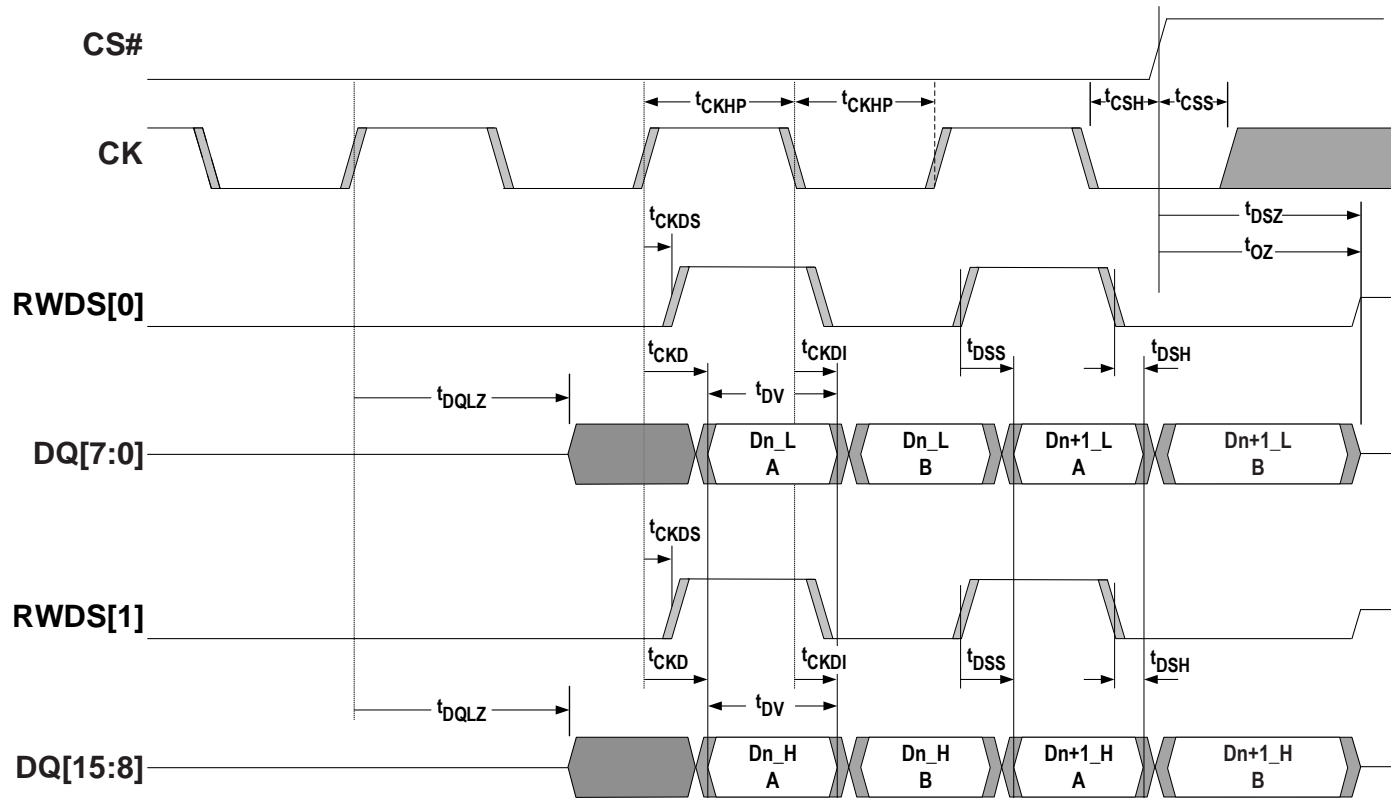 CS#
tCKHP
tCKHP
tCSH
tCSS
CK
tCKDS
tDSZ
tOZ
RWDS[0]
tCKD
tCKDI
tDSS
tDSH
tDQLZ
tDV
DQ[7:0]
Dn_L
A
Dn_L
B
Dn+1_L
A
Dn+1_L
B
tCKDS
RWDS[1]
tCKD
tCKDI
tDSS
tDSH
tDQLZ
tDV
DQ[15:8]
Dn_H
A
Dn_H
B
Dn+1_H
A
Dn+1_H
B